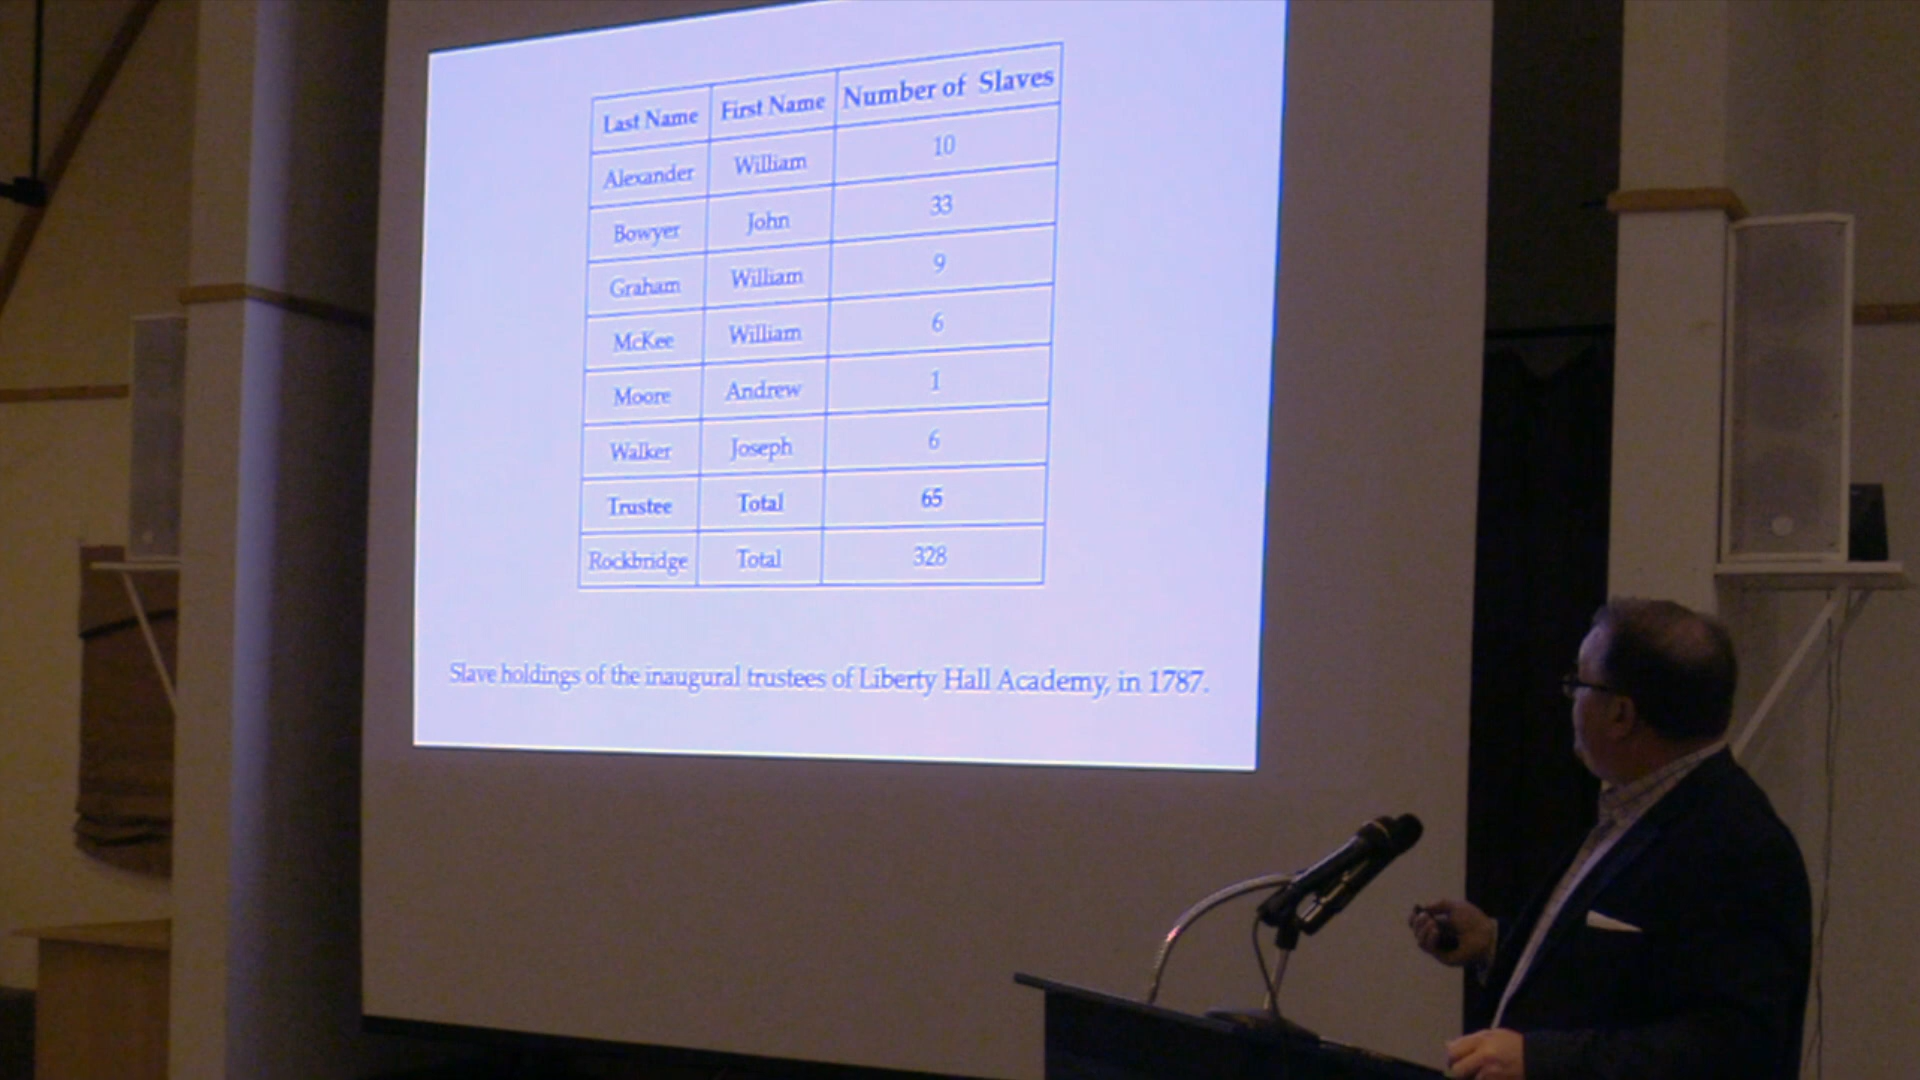 Last Name First Name Number of Slaves
Alexander William 10
Bowyer John 33
Graham William 9
McKee William 6
Moore Andrew 1
Walker Joseph 6
Trustee Total 65
Rockbridge Total 328
Slave holdings of the inaugural trustees of Liberty Hall Academy, in 1787.